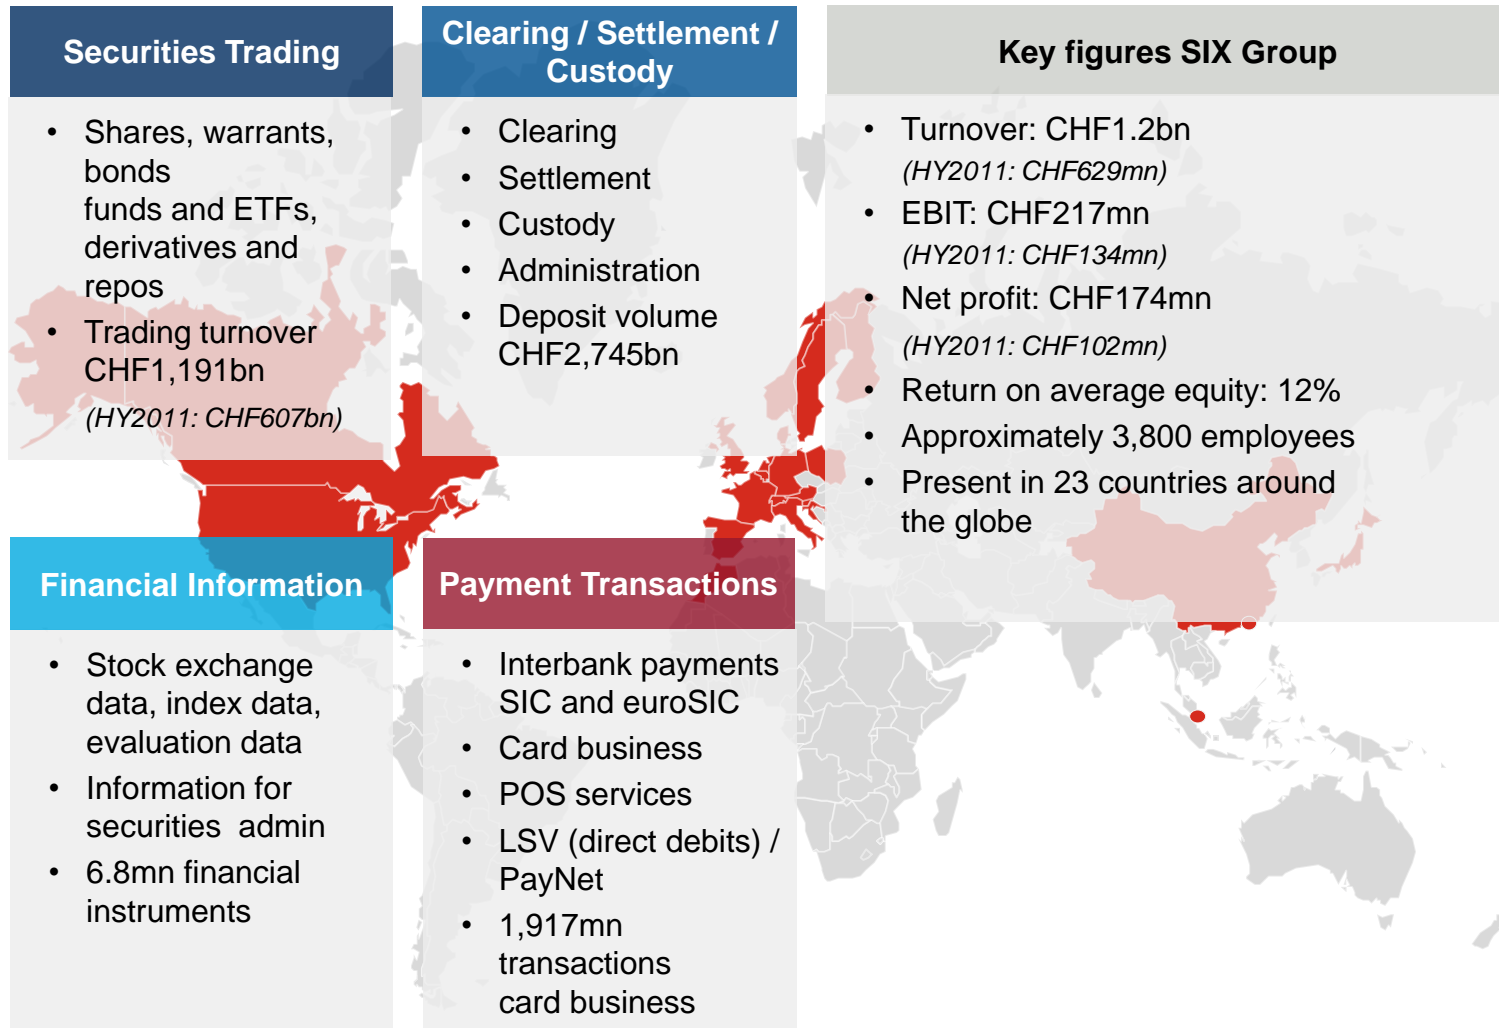 Securities Trading
• Shares, warrants,
bonds
funds and ETFs,
derivatives and
repos
• Trading turnover
CHF1,191bn
(HY2011: CHF607bn)
Clearing / Settlement /
Custody
• Clearing
• Settlement
• Custody
• Administration
• Deposit volume
CHF2,745bn
Key figures SIX Group
• Turnover: CHF1.2bn
(HY2011: CHF629mn)
• EBIT: CHF217mn
(HY2011: CHF134mn)
• Net profit: CHF174mn
(HY2011: CHF102mn)
• Return on average equity: 12%
• Approximately 3,800 employees
• Present in 23 countries around
the globe
Financial Information
• Stock exchange
data, index data,
evaluation data
• Information for
securities admin
• 6.8mn financial
instruments
Payment Transactions
• Interbank payments
SIC and euroSIC
• Card business
• POS services
• LSV (direct debits) /
PayNet
• 1,917mn
transactions
card business